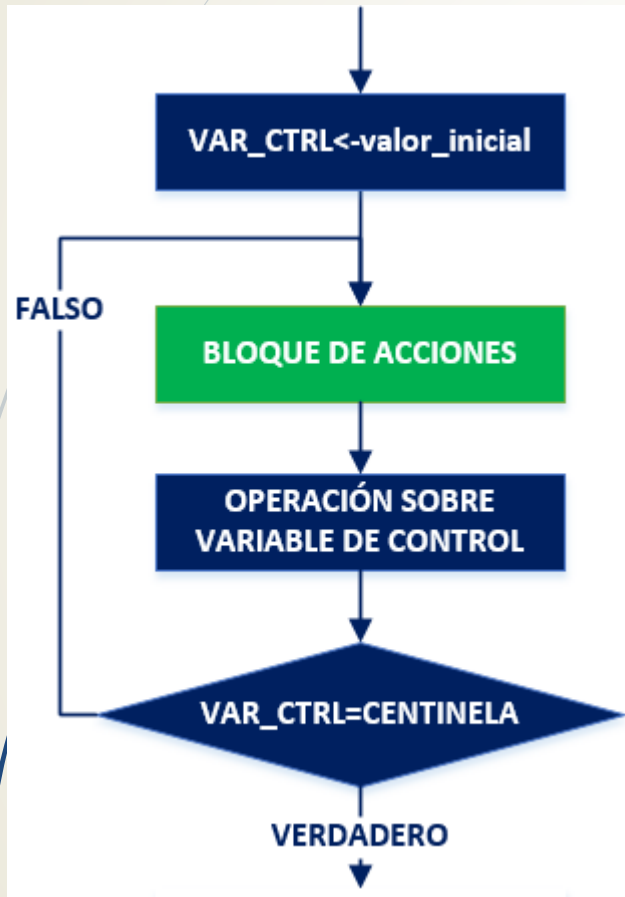 VAR_CTRL<-valor_inicial
FALSO
BLOQUE DE ACCIONES
OPERACIÓN SOBRE
VARIABLE DE CONTROL
VAR_CTRL=CENTINELA
VERDADERO